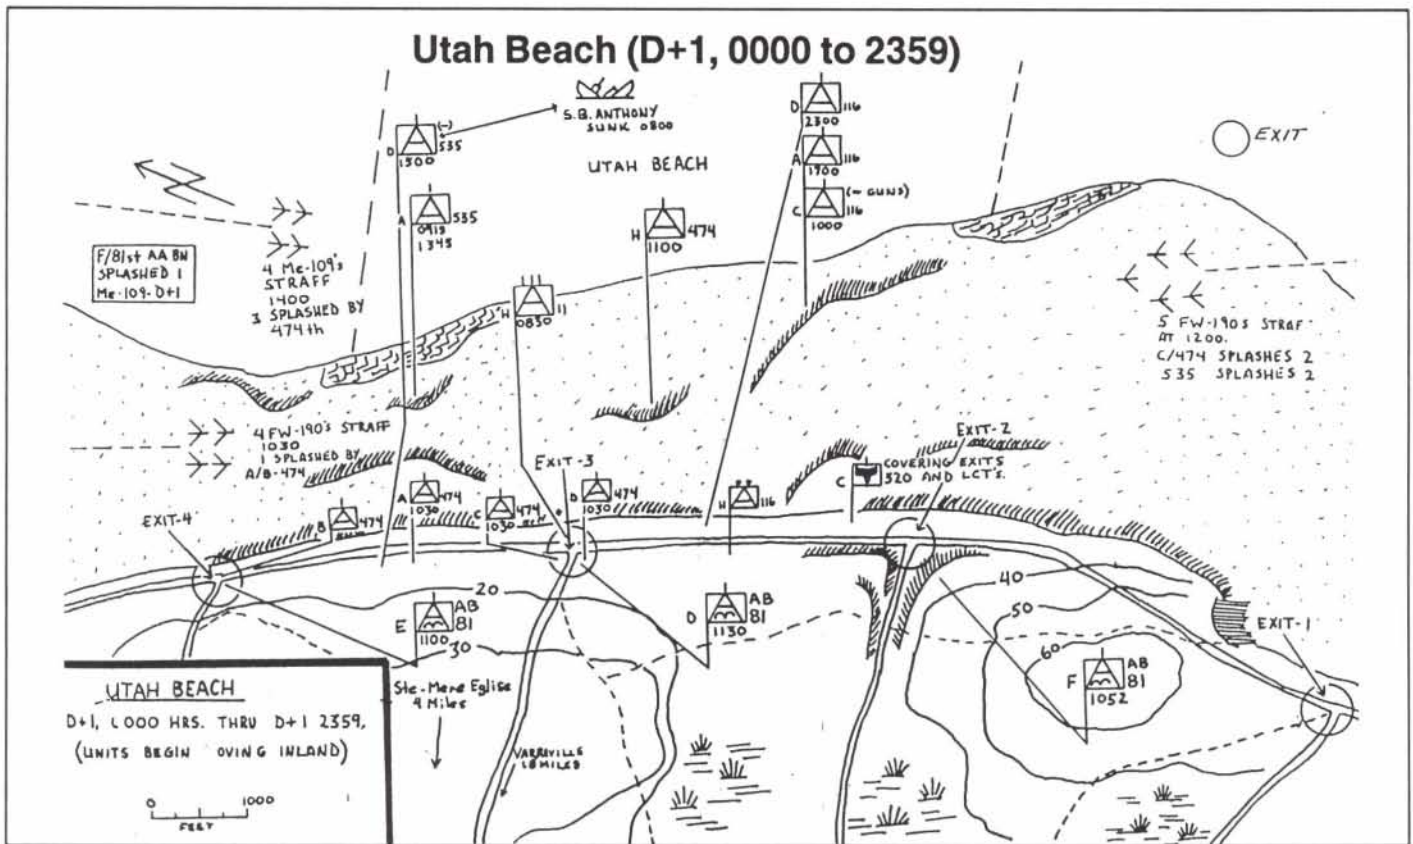 Utah Beach (D+1, 0000 to 2359)
S.B. ANTHONY
SUNK 0800
UTAH BEACH
EXIT
D
(-)
535
1500
A
535
0915
1345
H
474
1100
D
116
2300
A
116
1900
C
(- GUNS)
116
1000
F/81st AA BN
SPLASHED 1
Me-109-D+1
4 Me-109's
STRAFF
1400
3 SPLASHED BY
474th
H
11
0830
5 FW-190'S STRAF
AT 1200.
C/474 SPLASHES 2
535 SPLASHES 2
4 FW-190'S STRAFF
1030
1 SPLASHED BY
A/B-474
EXIT-4
B
474
A
474
1030
C
474
1030
EXIT-3
D
474
1030
H
116
C
COVERING EXITS
520 AND LCT'S.
EXIT-2
EXIT-1
20
30
40
50
60
E
AB
81
1100
D
AB
81
1130
F
AB
81
1052
Ste-Mere Eglise
4 Miles
VARREVILLE
18 MILES
UTAH BEACH
D+1, 1000 HRS. THRU D+1 2359,
(UNITS BEGIN OVING INLAND)
0
1000
FEET